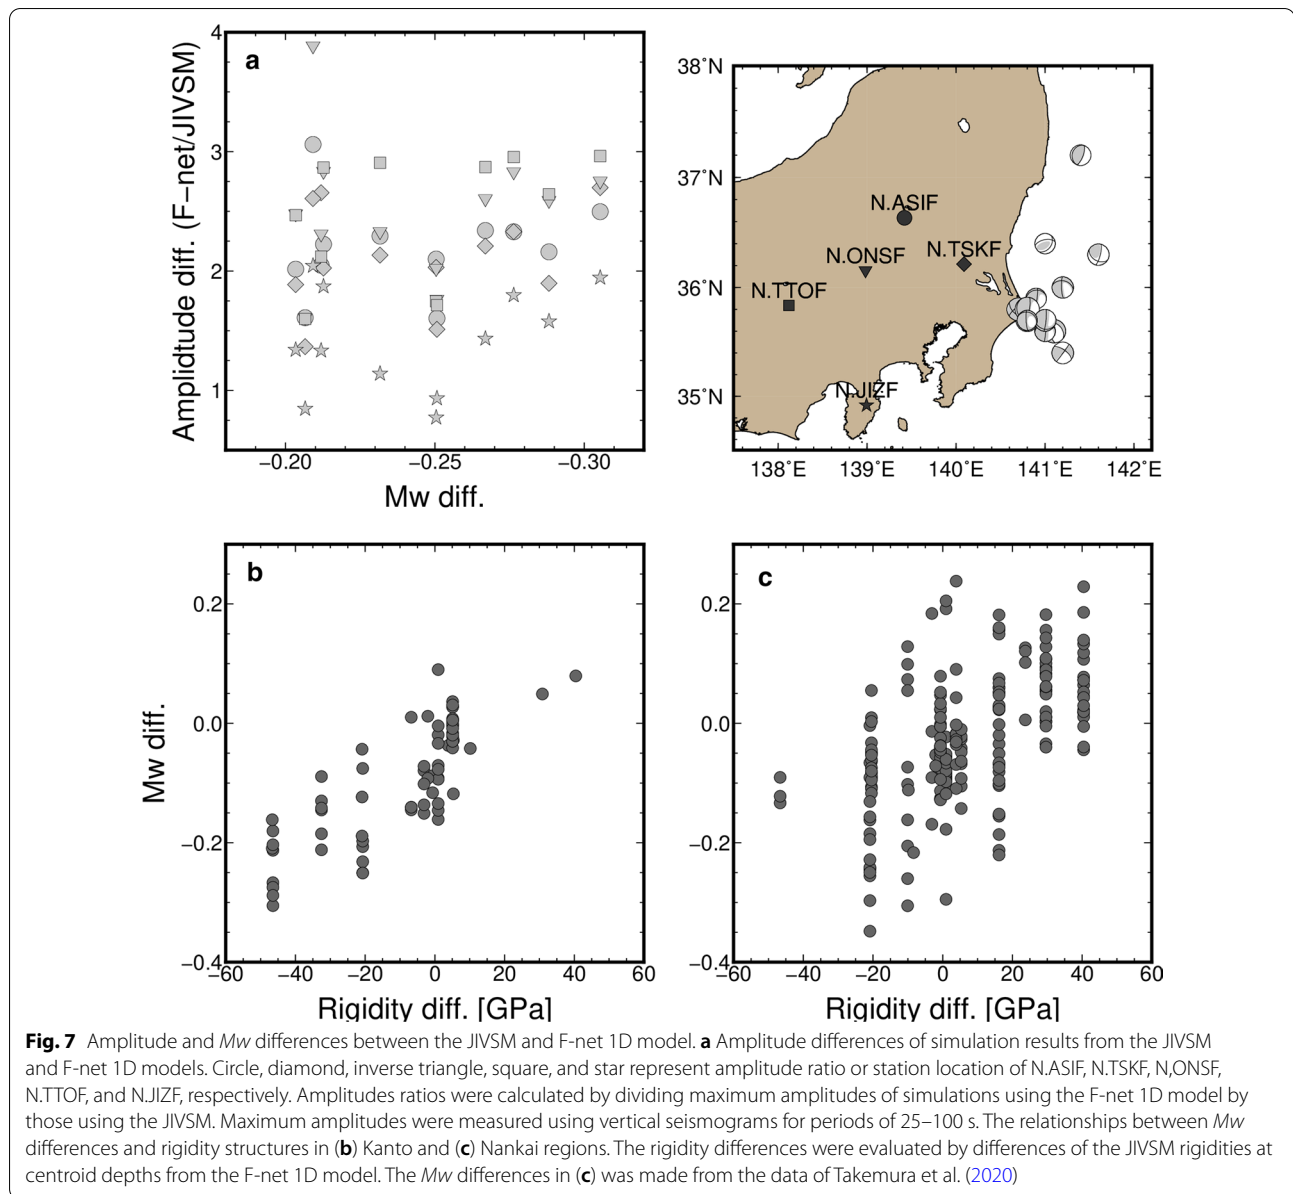 a
4
3
2
1
Amplidtude diff. (F−net/JIVSM)
−0.20
−0.25
−0.30
Mw diff.
38˚N
37˚N
36˚N
35˚N
N.ASIF
N.ONSF
N.TSKF
N.TTOF
N.JIZF
138˚E
139˚E
140˚E
141˚E
142˚E
b
0.2
0.0
−0.2
−0.4
Mw diff.
−60
−40
−20
0
20
40
60
Rigidity diff. [GPa]
c
0.2
0.0
−0.2
−0.4
−60
−40
−20
0
20
40
60
Rigidity diff. [GPa]
Fig. 7 Amplitude and Mw differences between the JIVSM and F-net 1D model. a Amplitude differences of simulation results from the JIVSM
and F-net 1D models. Circle, diamond, inverse triangle, square, and star represent amplitude ratio or station location of N.ASIF, N.TSKF, N,ONSF,
N.TTOF, and N.JIZF, respectively. Amplitudes ratios were calculated by dividing maximum amplitudes of simulations using the F-net 1D model by
those using the JIVSM. Maximum amplitudes were measured using vertical seismograms for periods of 25–100 s. The relationships between Mw
differences and rigidity structures in (b) Kanto and (c) Nankai regions. The rigidity differences were evaluated by differences of the JIVSM rigidities at
centroid depths from the F-net 1D model. The Mw differences in (c) was made from the data of Takemura et al. (2020)